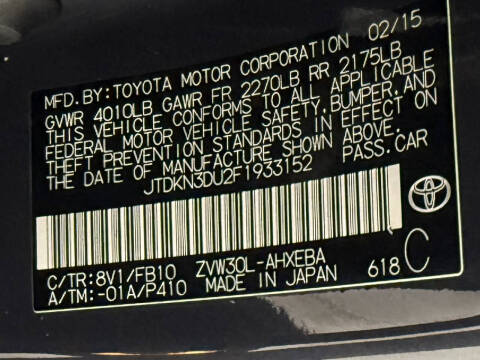 MFD.BY:TOYOTA MOTOR CORPORATION 02/15
GVWR 4010LB GAWR FR 2270LB RR 2175LB
THIS VEHICLE CONFORMS TO ALL APPLICABLE
FEDERAL MOTOR VEHICLE SAFETY,BUMPER,AND
THEFT PREVENTION STANDARDS IN EFFECT ON
THE DATE OF MANUFACTURE SHOWN ABOVE.
JTDKN3DU2F1933152 PASS.CAR
C/TR:8V1/FB10 ZVW30L-AHXEBA
A/TM:-01A/P410 MADE IN JAPAN 618 C